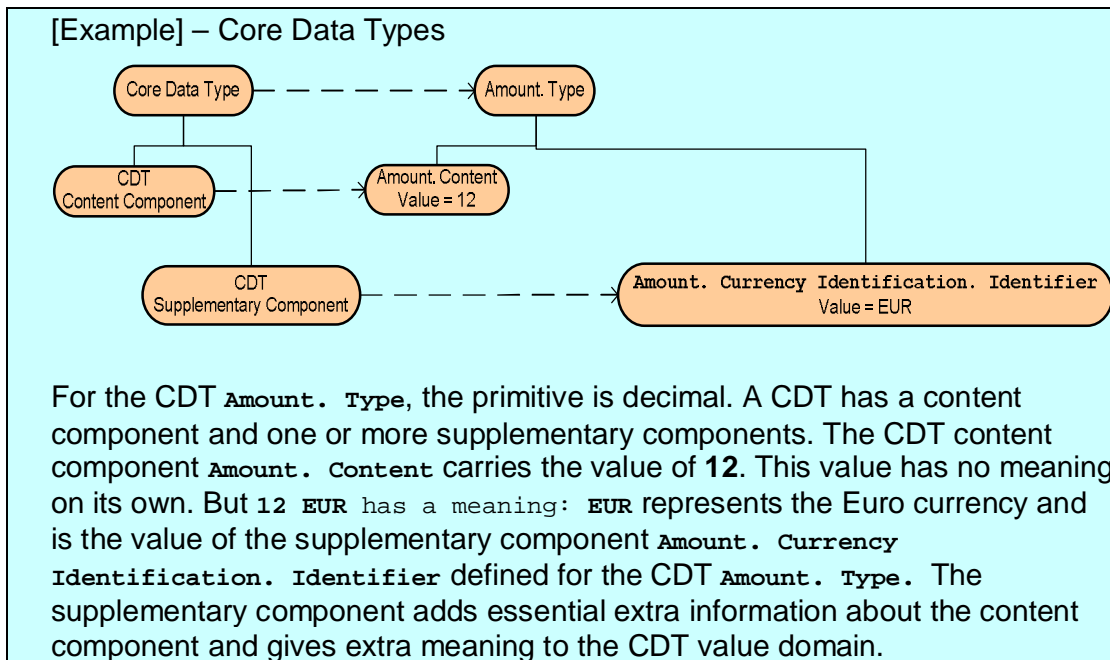 [Example] – Core Data Types
Core Data Type
Amount. Type
CDT
Content Component
Amount. Content
Value = 12
CDT
Supplementary Component
Amount. Currency Identification. Identifier
Value = EUR
For the CDT Amount. Type, the primitive is decimal. A CDT has a content
component and one or more supplementary components. The CDT content
component Amount. Content carries the value of 12. This value has no meaning
on its own. But 12 EUR has a meaning: EUR represents the Euro currency and
is the value of the supplementary component Amount. Currency
Identification. Identifier defined for the CDT Amount. Type. The
supplementary component adds essential extra information about the content
component and gives extra meaning to the CDT value domain.